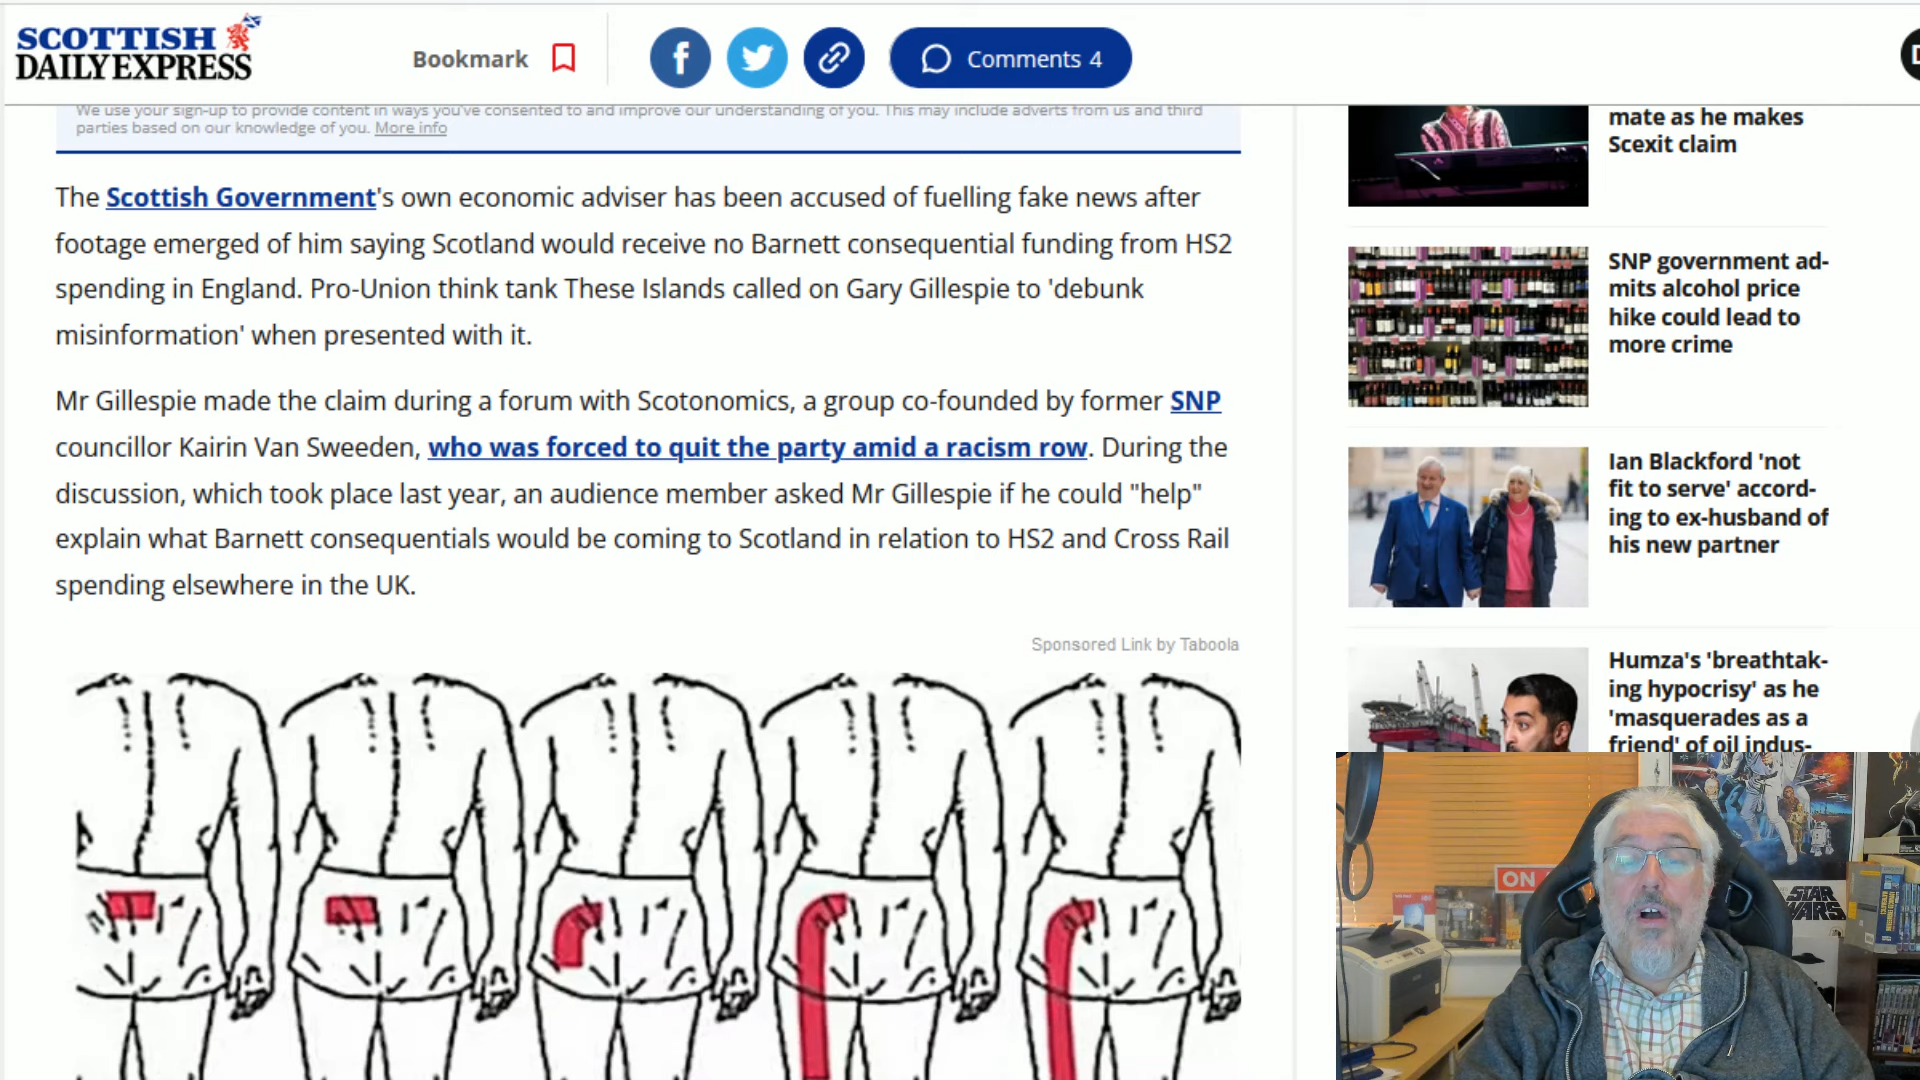 SCOTTISH
DAILY EXPRESS
Bookmark
Comments 4
We use your sign-up to provide content in ways you've consented to and improve our understanding of you. This may include adverts from us and third
parties based on our knowledge of you. More info
The Scottish Government's own economic adviser has been accused of fuelling fake news after
footage emerged of him saying Scotland would receive no Barnett consequential funding from HS2
spending in England. Pro-Union think tank These Islands called on Gary Gillespie to 'debunk
misinformation' when presented with it.
Mr Gillespie made the claim during a forum with Scotonomics, a group co-founded by former SNP
councillor Kairin Van Sweeden, who was forced to quit the party amid a racism row. During the
discussion, which took place last year, an audience member asked Mr Gillespie if he could "help"
explain what Barnett consequentials would be coming to Scotland in relation to HS2 and Cross Rail
spending elsewhere in the UK.
Sponsored Link by Taboola
mate as he makes
Scexit claim
SNP government ad-
mits alcohol price
hike could lead to
more crime
Ian Blackford 'not
fit to serve' accord-
ing to ex-husband of
his new partner
Humza's 'breathtak-
ing hypocrisy' as he
'masquerades as a
friend' of oil indus-
ON
STAR
WARS